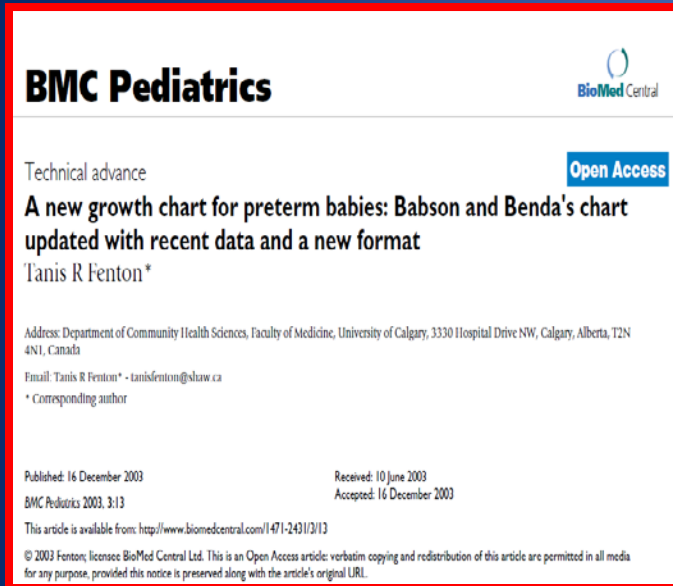 BMC Pediatrics
BioMed Central
Technical advance
Open Access
A new growth chart for preterm babies: Babson and Benda's chart
updated with recent data and a new format
Tanis R Fenton*
Address: Department of Community Health Sciences, Faculty of Medicine, University of Calgary, 3330 Hospital Drive NW, Calgary, Alberta, T2N
4N1, Canada
Email: Tanis R Fenton* - tanisfenton@shaw.ca
* Corresponding author
Published: 16 December 2003
Received: 10 June 2003
Accepted: 16 December 2003
BMC Pediatrics 2003, 3:13
This article is available from: http://www.biomedcentral.com/1471-2431/3/13
© 2003 Fenton; licensee BioMed Central Ltd. This is an Open Access article: verbatim copying and redistribution of this article are permitted in all media
for any purpose, provided this notice is preserved along with the article's original URL.